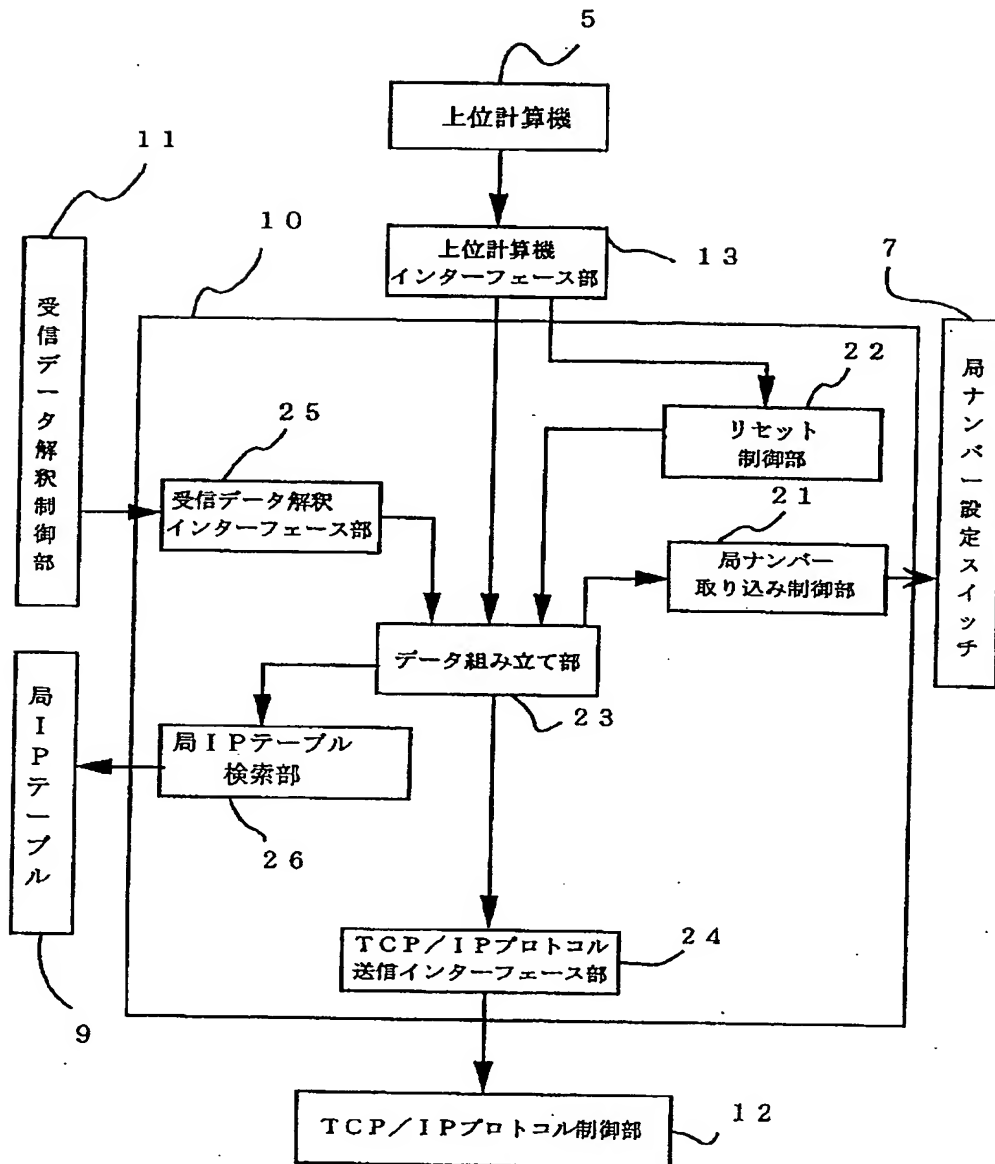 5
上位計算機
11
10
上位計算機
インターフェース部
13
7
受信データ解釈制御部
局ナンバー設定スイッチ
22
リセット
制御部
25
受信データ解釈
インターフェース部
21
局ナンバー
取り込み制御部
データ組み立て部
23
局IPテーブル
局IPテーブル
検索部
26
9
TCP/IPプロトコル
送信インターフェース部
24
TCP/IPプロトコル制御部
12